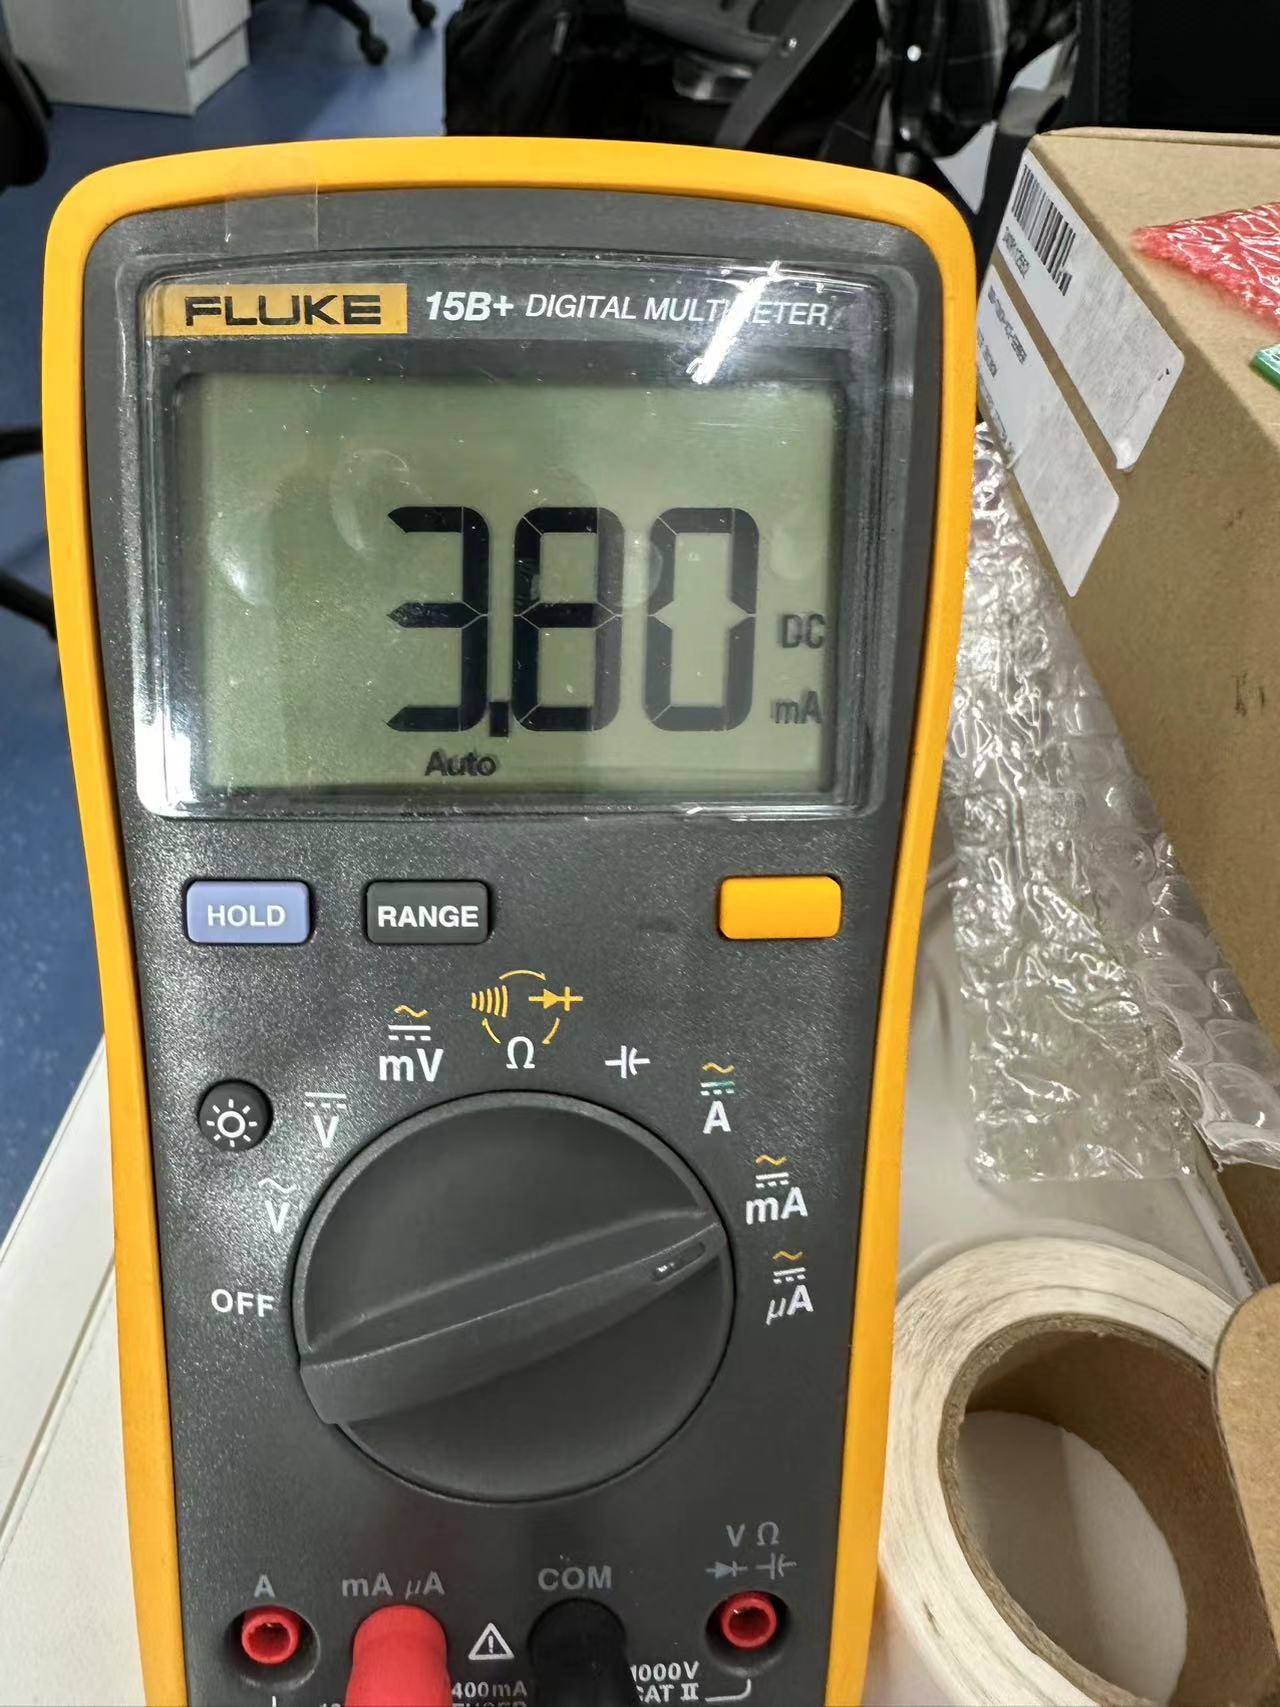 FLUKE 15B+ DIGITAL MULTIMETER
3.80
DC
mA
Auto
HOLD RANGE
mV
Ω
V
A
V
mA
OFF
μA
A mA μA COM V Ω
400mA
1000V
CAT II